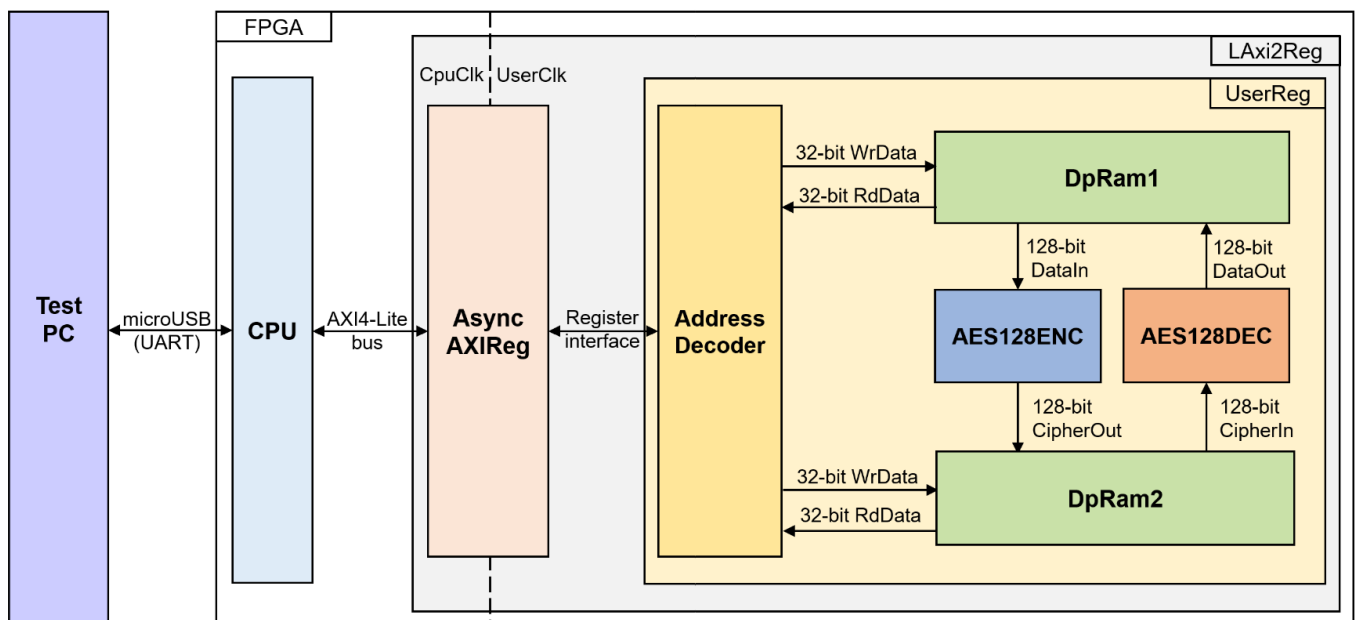 FPGA
LAxi2Reg
CpuClk
UserClk
UserReg
Test
PC
microUSB
(UART)
CPU
AXI4-Lite
bus
Async
AXIReg
Register
interface
Address
Decoder
32-bit WrData
32-bit RdData
DpRam1
128-bit
DataIn
128-bit
DataOut
AES128ENC
AES128DEC
128-bit
CipherOut
128-bit
CipherIn
32-bit WrData
32-bit RdData
DpRam2